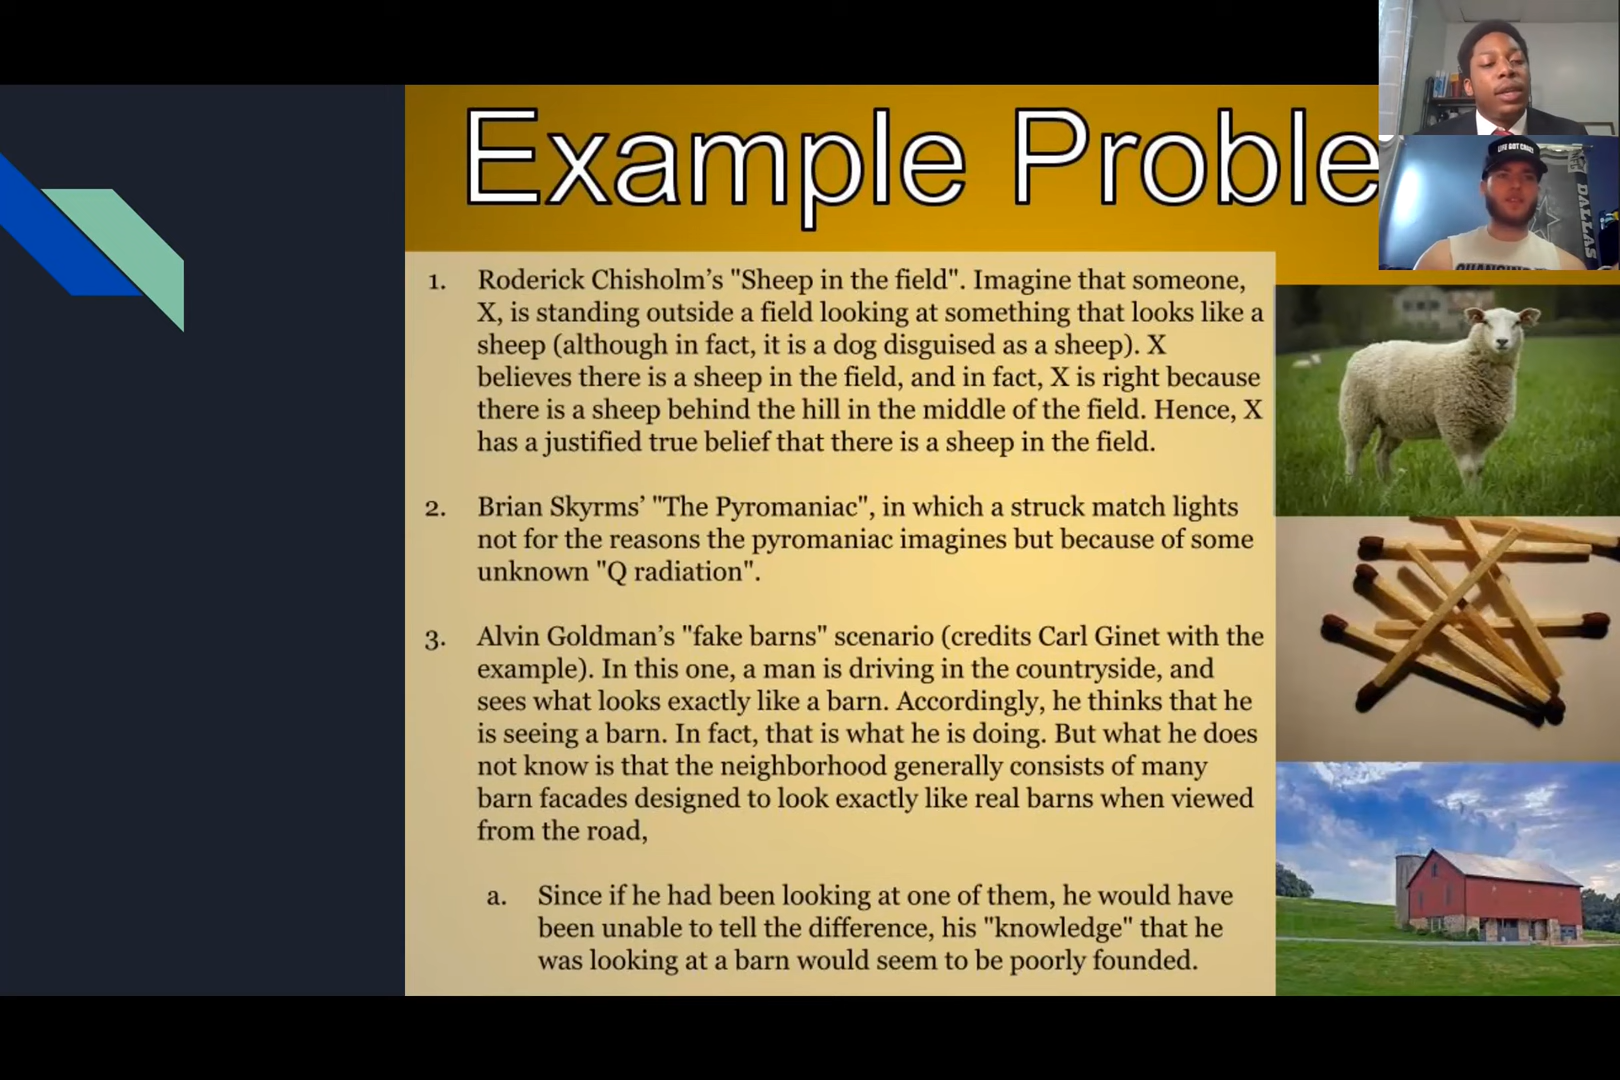 Example Proble
1. Roderick Chisholm’s "Sheep in the field". Imagine that someone,
X, is standing outside a field looking at something that looks like a
sheep (although in fact, it is a dog disguised as a sheep). X
believes there is a sheep in the field, and in fact, X is right because
there is a sheep behind the hill in the middle of the field. Hence, X
has a justified true belief that there is a sheep in the field.
2. Brian Skyrms’ "The Pyromaniac", in which a struck match lights
not for the reasons the pyromaniac imagines but because of some
unknown "Q radiation".
3. Alvin Goldman’s "fake barns" scenario (credits Carl Ginet with the
example). In this one, a man is driving in the countryside, and
sees what looks exactly like a barn. Accordingly, he thinks that he
is seeing a barn. In fact, that is what he is doing. But what he does
not know is that the neighborhood generally consists of many
barn facades designed to look exactly like real barns when viewed
from the road,
a. Since if he had been looking at one of them, he would have
been unable to tell the difference, his "knowledge" that he
was looking at a barn would seem to be poorly founded.
DALLAS